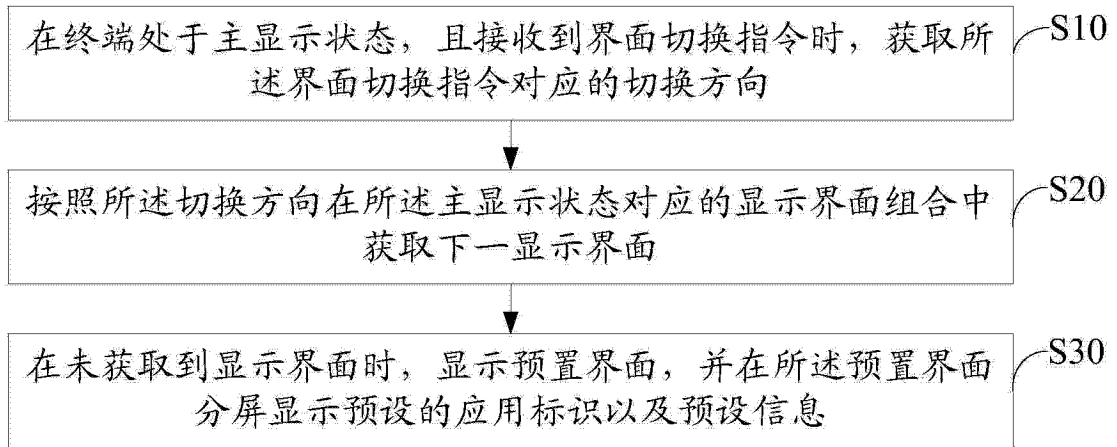 在终端处于主显示状态，且接收到界面切换指令时，获取所
述界面切换指令对应的切换方向
S10
按照所述切换方向在所述主显示状态对应的显示界面组合中
获取下一显示界面
S20
在未获取到显示界面时，显示预置界面，并在所述预置界面
分屏显示预设的应用标识以及预设信息
S30